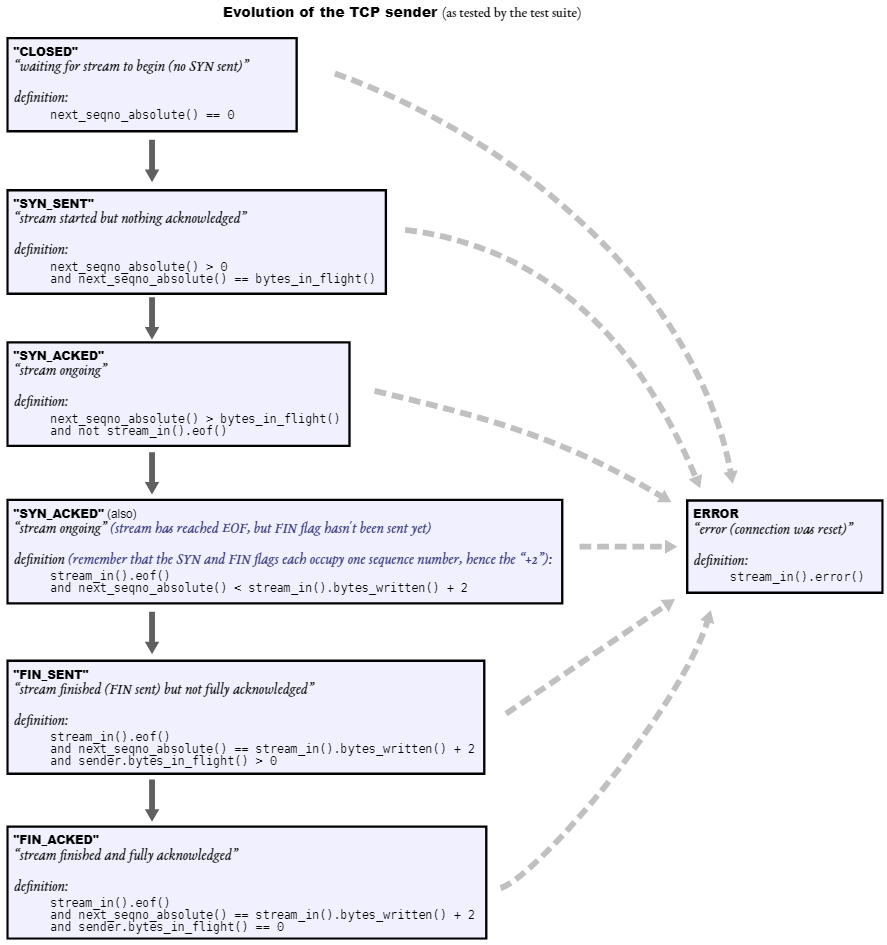 Evolution of the TCP sender (as tested by the test suite)
"CLOSED"
“waiting for stream to begin (no SYN sent)”
definition:
next_seqno_absolute() == 0
"SYN_SENT"
“stream started but nothing acknowledged”
definition:
next_seqno_absolute() > 0
and next_seqno_absolute() == bytes_in_flight()
"SYN_ACKED"
“stream ongoing”
definition:
next_seqno_absolute() > bytes_in_flight()
and not stream_in().eof()
"SYN_ACKED" (also)
“stream ongoing” (stream has reached EOF, but FIN flag hasn't been sent yet)
definition (remember that the SYN and FIN flags each occupy one sequence number, hence the “+2”):
stream_in().eof()
and next_seqno_absolute() < stream_in().bytes_written() + 2
ERROR
“error (connection was reset)”
definition:
stream_in().error()
"FIN_SENT"
“stream finished (FIN sent) but not fully acknowledged”
definition:
stream_in().eof()
and next_seqno_absolute() == stream_in().bytes_written() + 2
and sender.bytes_in_flight() > 0
"FIN_ACKED"
“stream finished and fully acknowledged”
definition:
stream_in().eof()
and next_seqno_absolute() == stream_in().bytes_written() + 2
and sender.bytes_in_flight() == 0